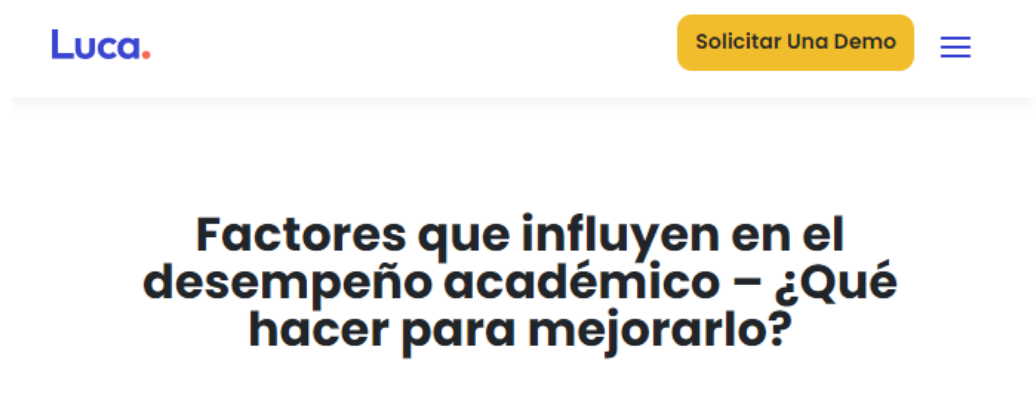 Luca.
Solicitar Una Demo
Factores que influyen en el
desempeño académico – ¿Qué
hacer para mejorarlo?